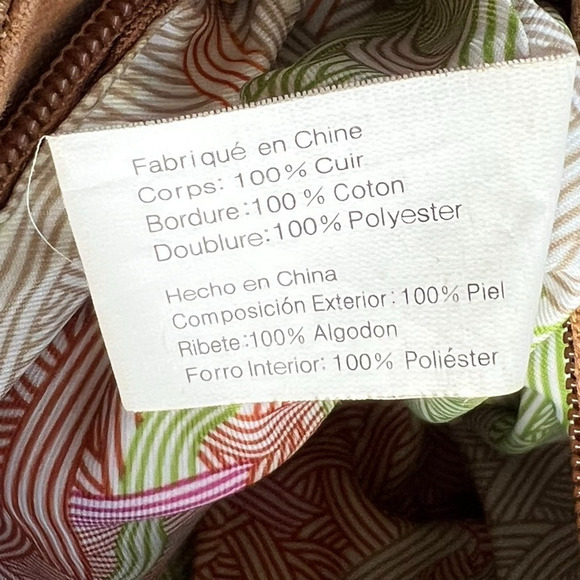 Fabriqué en Chine
Corps: 100% Cuir
Bordure:100 % Coton
Doublure:100% Polyester
Hecho en China
Composición Exterior: 100% Piel
Ribete:100% Algodon
Forro Interior: 100% Poliéster